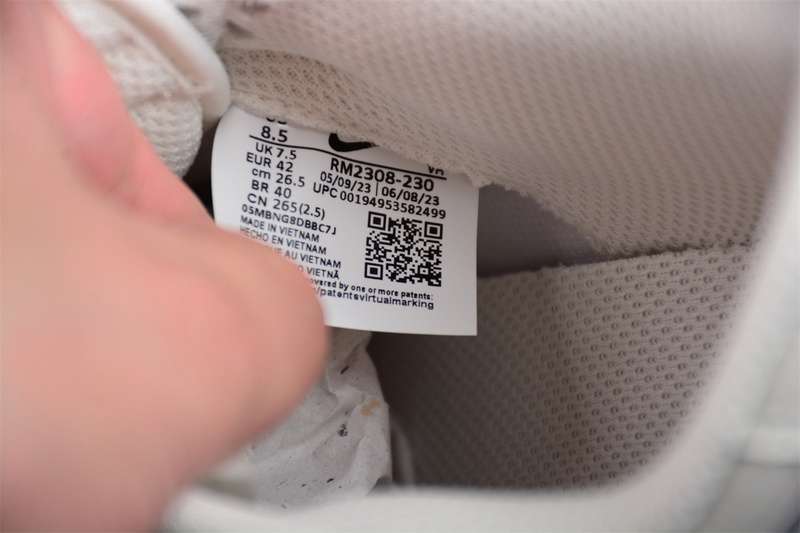 8.5
UK 7.5
EUR 42
cm 26.5
BR 40
CN 265(2.5)
05MBNG8DBBC7J
MADE IN VIETNAM
HECHO EN VIETNAM
AU VIETNAM
VIETNÃ
overed by one or more patents:
/patentsvirtualmarking
VA
RM2308-230
05/09/23 | 06/08/23
UPC 00194953582499